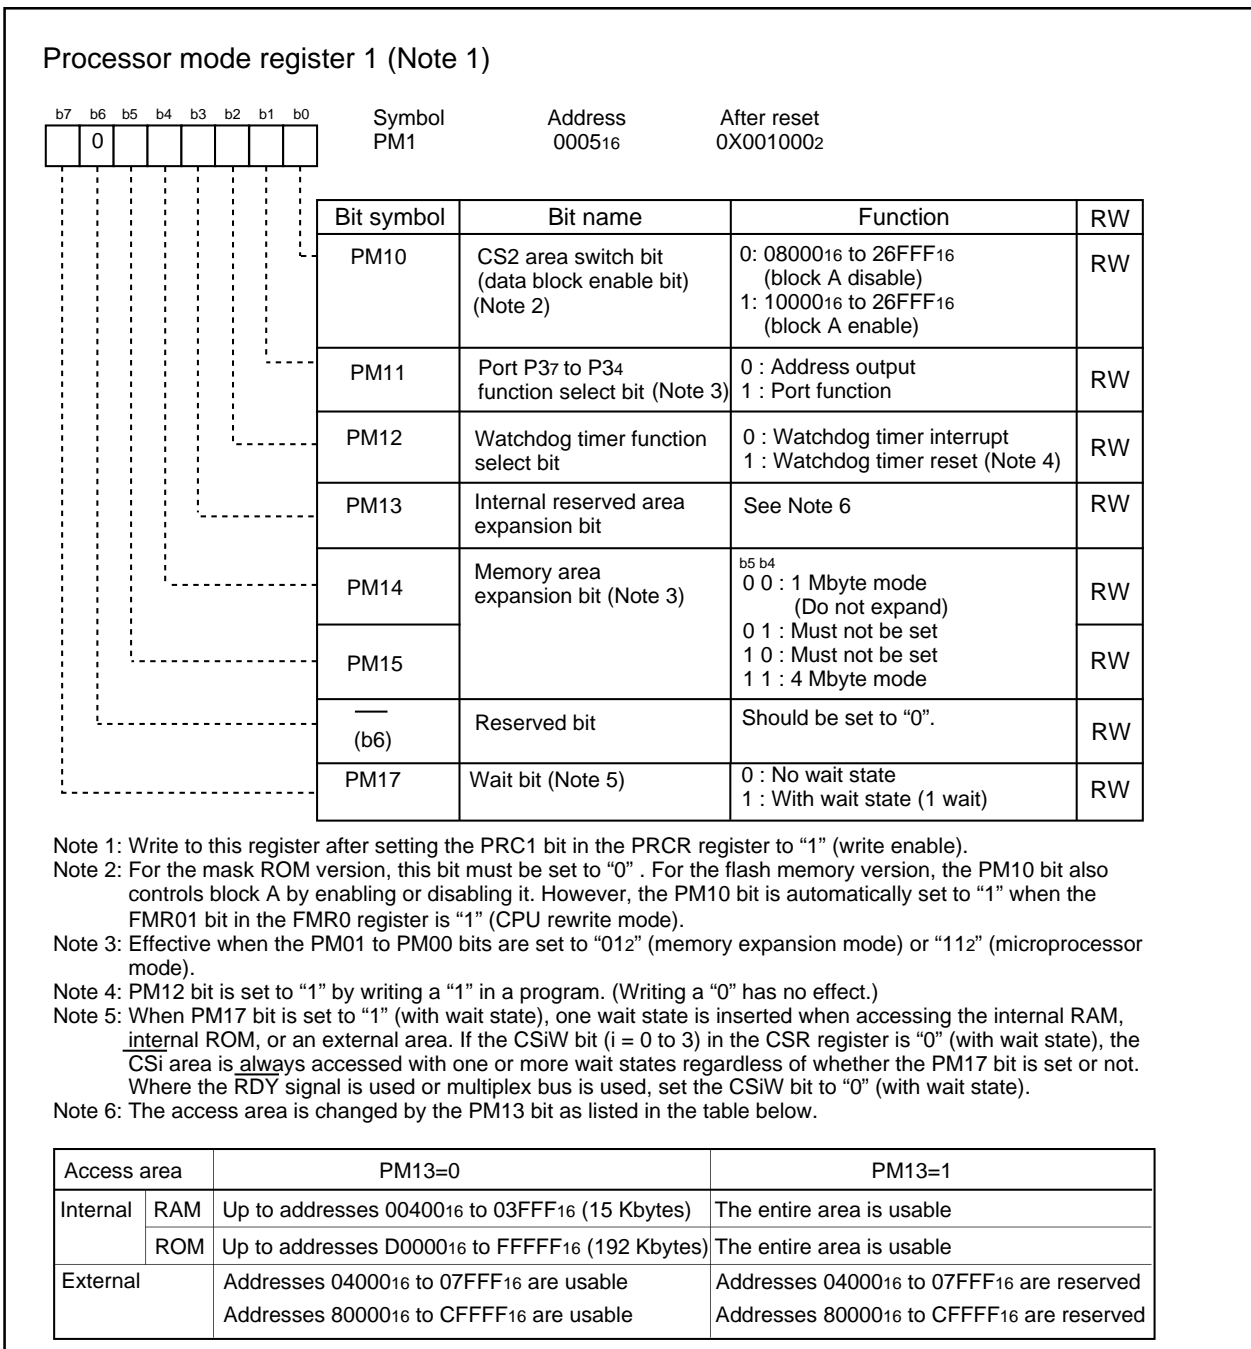 Processor mode register 1 (Note 1)
b7 b6 b5 b4 b3 b2 b1 b0
Symbol Address After reset
0
PM1 000516 0X0010002
Bit symbol Bit name Function RW
PM10 CS2 area switch bit 0: 0800016 to 26FFF16 RW
(data block enable bit) (block A disable)
(Note 2) 1: 1000016 to 26FFF16
(block A enable)
PM11 Port P37 to P34 0 : Address output RW
function select bit (Note 3) 1 : Port function
PM12 Watchdog timer function 0 : Watchdog timer interrupt RW
select bit 1 : Watchdog timer reset (Note 4)
PM13 Internal reserved area See Note 6 RW
expansion bit
b5 b4
PM14 Memory area 0 0 : 1 Mbyte mode RW
expansion bit (Note 3) (Do not expand)
0 1 : Must not be set
PM15 1 0 : Must not be set RW
1 1 : 4 Mbyte mode
Reserved bit Should be set to “0”. RW
(b6)
PM17 Wait bit (Note 5) 0 : No wait state RW
1 : With wait state (1 wait)
Note 1: Write to this register after setting the PRC1 bit in the PRCR register to “1” (write enable).
Note 2: For the mask ROM version, this bit must be set to “0” . For the flash memory version, the PM10 bit also
controls block A by enabling or disabling it. However, the PM10 bit is automatically set to “1” when the
FMR01 bit in the FMR0 register is “1” (CPU rewrite mode).
Note 3: Effective when the PM01 to PM00 bits are set to “012” (memory expansion mode) or “112” (microprocessor
mode).
Note 4: PM12 bit is set to “1” by writing a “1” in a program. (Writing a “0” has no effect.)
Note 5: When PM17 bit is set to “1” (with wait state), one wait state is inserted when accessing the internal RAM,
internal ROM, or an external area. If the CSiW bit (i = 0 to 3) in the CSR register is “0” (with wait state), the
CSi area is always accessed with one or more wait states regardless of whether the PM17 bit is set or not.
Where the RDY signal is used or multiplex bus is used, set the CSiW bit to “0” (with wait state).
Note 6: The access area is changed by the PM13 bit as listed in the table below.
Access area PM13=0 PM13=1
Internal RAM Up to addresses 0040016 to 03FFF16 (15 Kbytes) The entire area is usable
ROM Up to addresses D000016 to FFFFF16 (192 Kbytes) The entire area is usable
External Addresses 0400016 to 07FFF16 are usable Addresses 0400016 to 07FFF16 are reserved
Addresses 8000016 to CFFFF16 are usable Addresses 8000016 to CFFFF16 are reserved